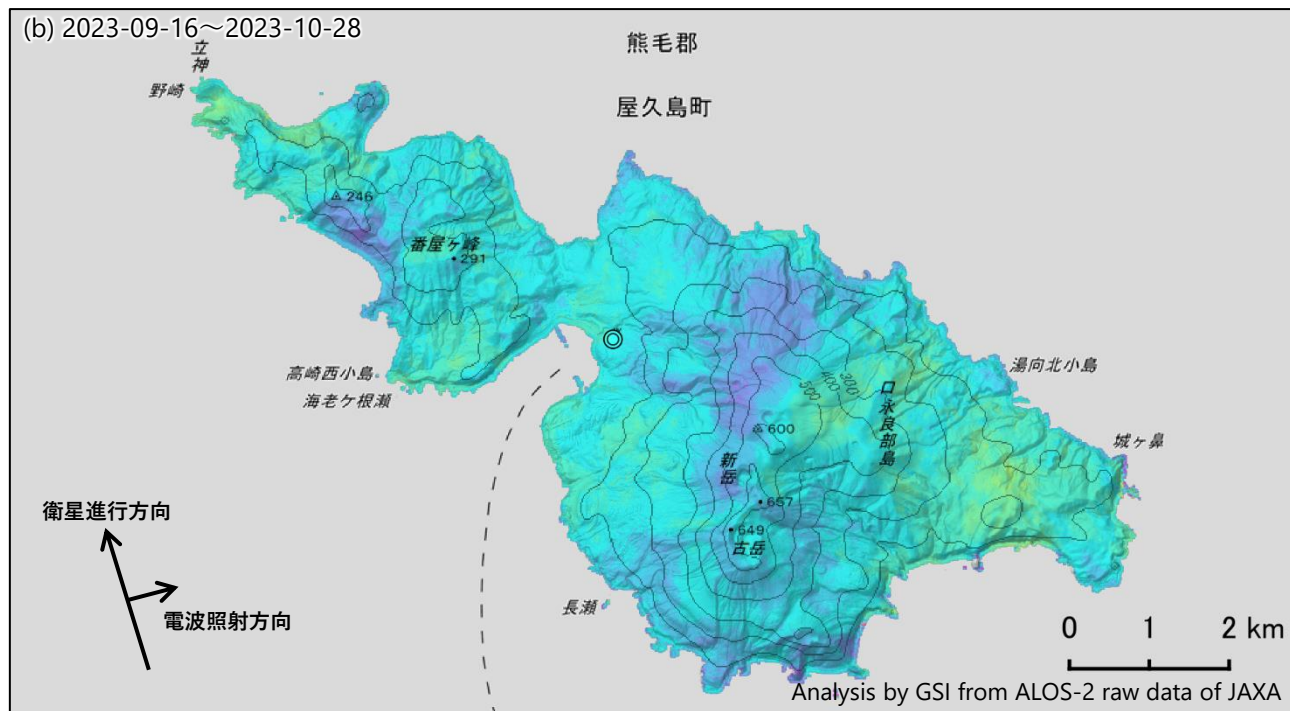 (b) 2023-09-16～2023-10-28
熊毛郡
立神
野崎
屋久島町
246
番屋ヶ峰
291
高崎西小島
海老ケ根瀬
湯向北小島
300
400
500
口永良部島
600
城ヶ鼻
新岳
657
649
古岳
衛星進行方向
電波照射方向
長瀬
0 1 2 km
Analysis by GSI from ALOS-2 raw data of JAXA